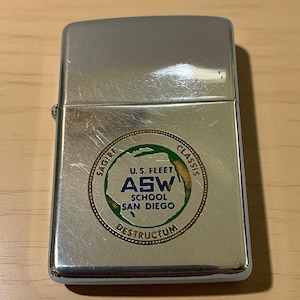 SAGIRE CLASSIS
U.S. FLEET
ASW
SCHOOL
SAN DIEGO
DESTRUCTUM